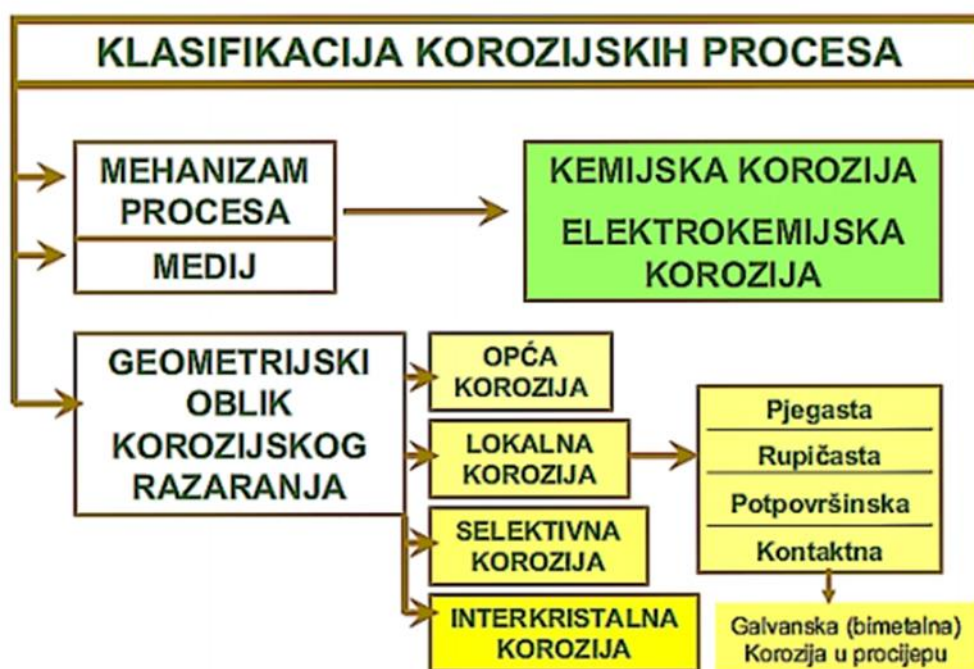 KLASIFIKACIJA KOROZIJSKIH PROCESA
MEHANIZAM
PROCESA
MEDIJ
KEMIJSKA KOROZIJA
ELEKTROKEMIJSKA
KOROZIJA
GEOMETRIJSKI
OBLIK
KOROZIJSKOG
RAZARANJA
OPĆA
KOROZIJA
LOKALNA
KOROZIJA
SELEKTIVNA
KOROZIJA
INTERKRISTALNA
KOROZIJA
Pjegasta
Rupičasta
Potpovršinska
Kontaktna
Galvanska (bimetalna)
Korozija u procijepu